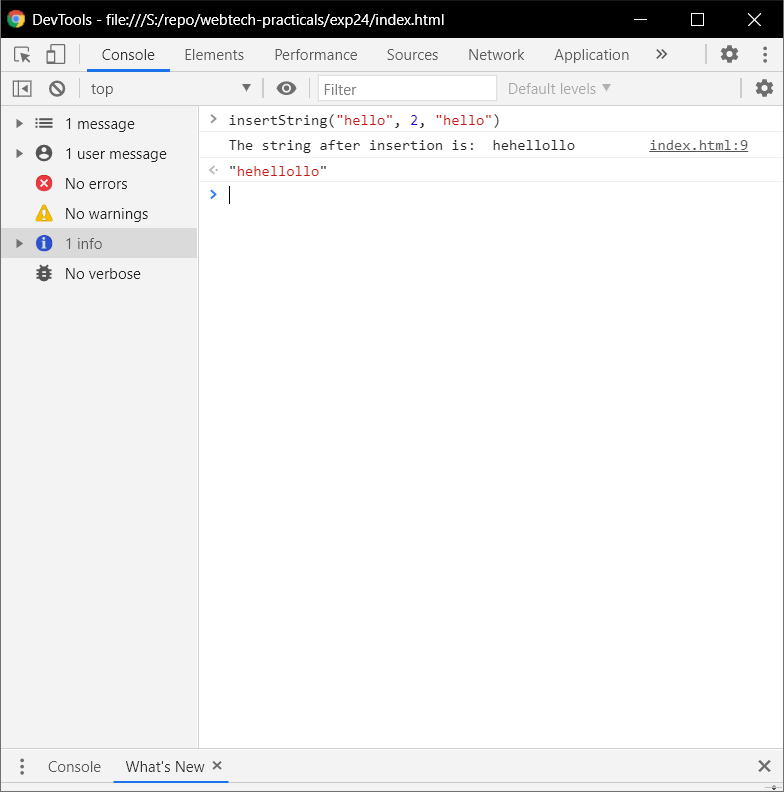 DevTools - file:///S:/repo/webtech-practicals/exp24/index.html
Console Elements Performance Sources Network Application »
top Filter Default levels
1 message
1 user message
No errors
No warnings
1 info
No verbose
> insertString("hello", 2, "hello")
The string after insertion is:  hehellollo index.html:9
"hehellollo"
>
Console What's New